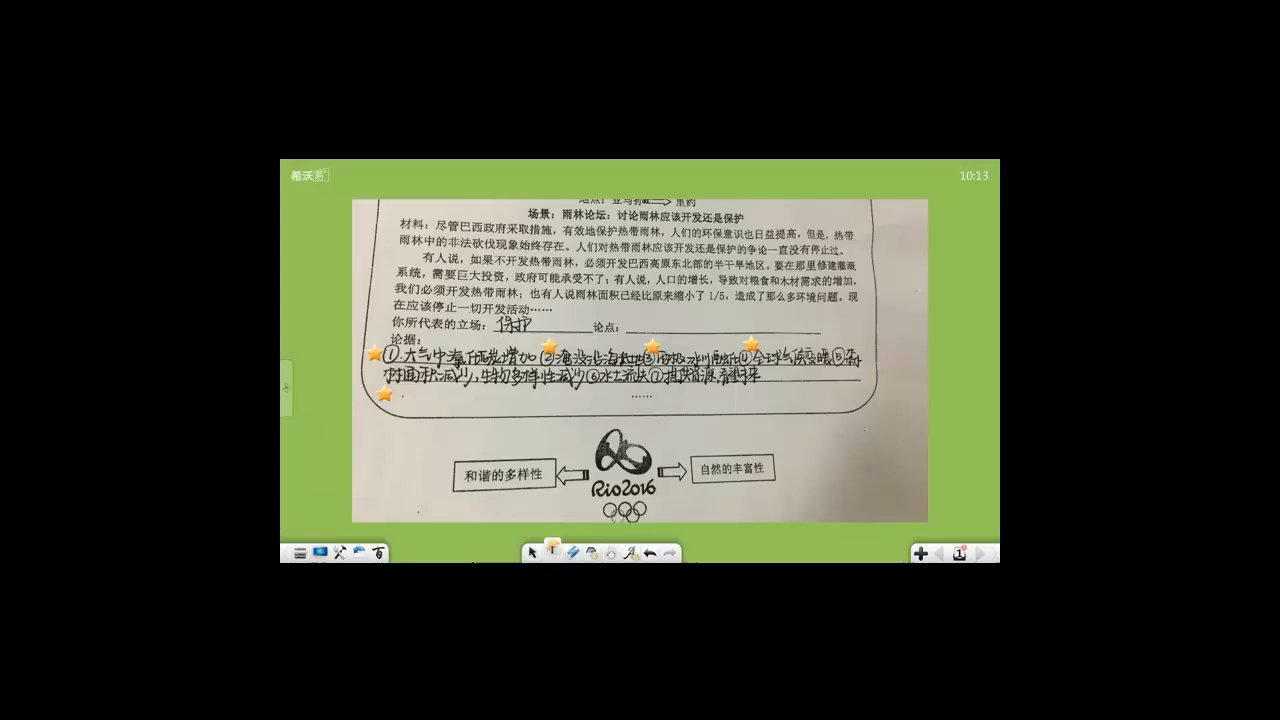 希沃
10:13
里约
场景：雨林论坛：讨论雨林应该开发还是保护
材料：尽管巴西政府采取措施，有效地保护热带雨林，人们的环保意识也日益提高，但是，热带
雨林中的非法砍伐现象始终存在。人们对热带雨林应该开发还是保护的争论一直没有停止过。
有人说，如果不开发热带雨林，必须开发巴西高原东北部的半干旱地区。要在那里修建灌溉
系统，需要巨大投资，政府可能承受不了；有人说，人口的增长，导致对粮食和木材需求的增加，
我们必须开发热带雨林；也有人说雨林面积已经比原来缩小了 1/5，造成了那么多环境问题。现
在应该停止一切开发活动……
你所代表的立场：保护 论点：
论据：
①大气中氧化碳增加 ②淹没沿海 ③两极冰川 ④全球气候变暖 ⑤森
林面积减少，生物多样性减少 ⑥水土流失 ⑦
……
和谐的多样性
自然的丰富性
Rio2016
1